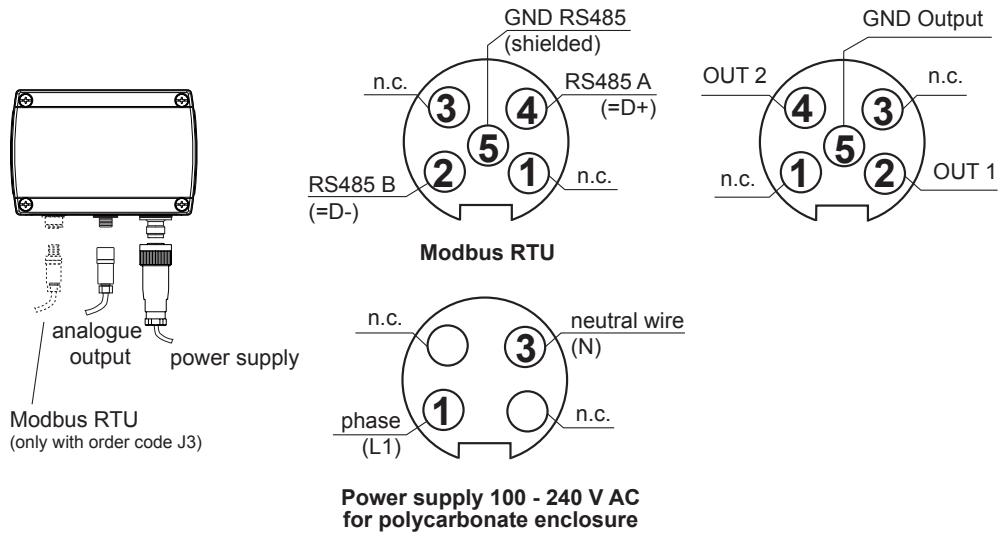 GND RS485
(shielded)
n.c.
RS485 A
(=D+)
3
4
5
2
1
RS485 B
(=D-)
n.c.
Modbus RTU
GND Output
OUT 2
n.c.
4
3
5
1
2
n.c.
OUT 1
analogue
output
power supply
Modbus RTU
(only with order code J3)
n.c.
neutral wire
(N)
3
1
phase
(L1)
n.c.
Power supply 100 - 240 V AC
for polycarbonate enclosure